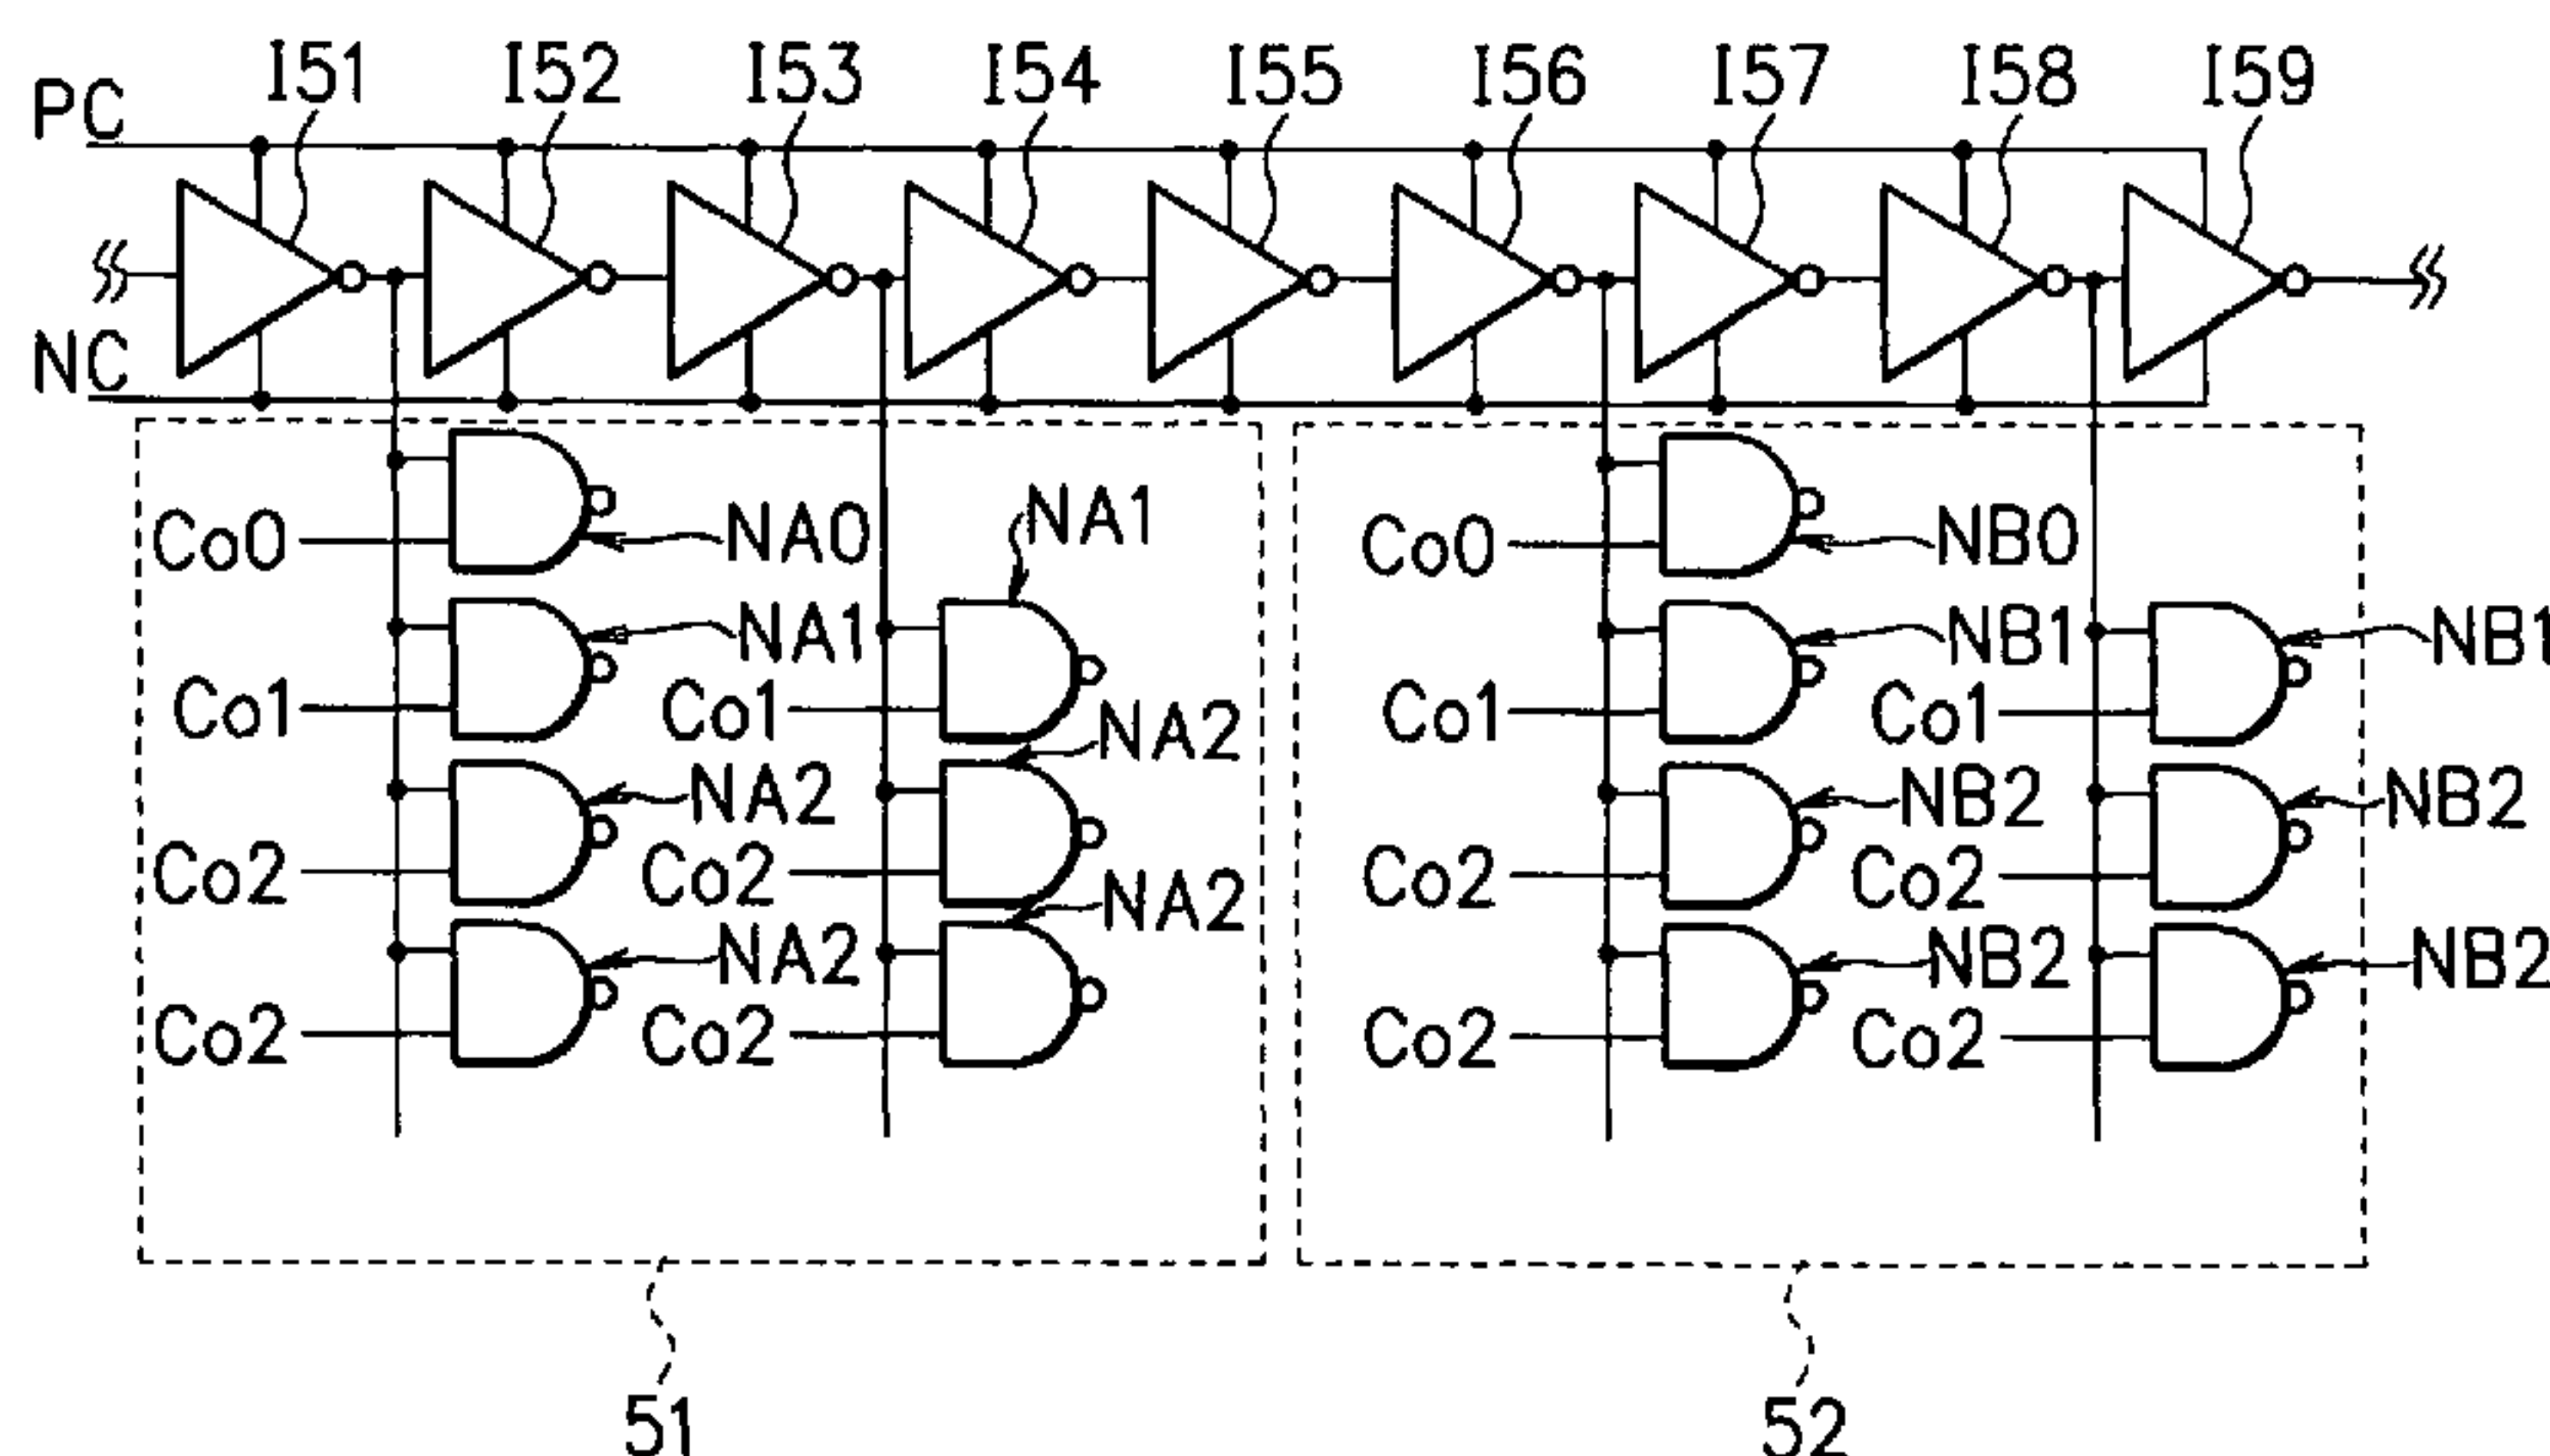 I51 I52 I53 I54 I55 I56 I57 I58 I59
PC
NC
Co0 NA0 NA1 Co0 NB0
NA1 NB1 NB1
Co1 Co1 Co1 Co1
NA2
NA2 NB2 NB2
Co2 Co2 Co2 Co2
NA2
NA2 NB2 NB2
Co2 Co2 Co2 Co2
51 52